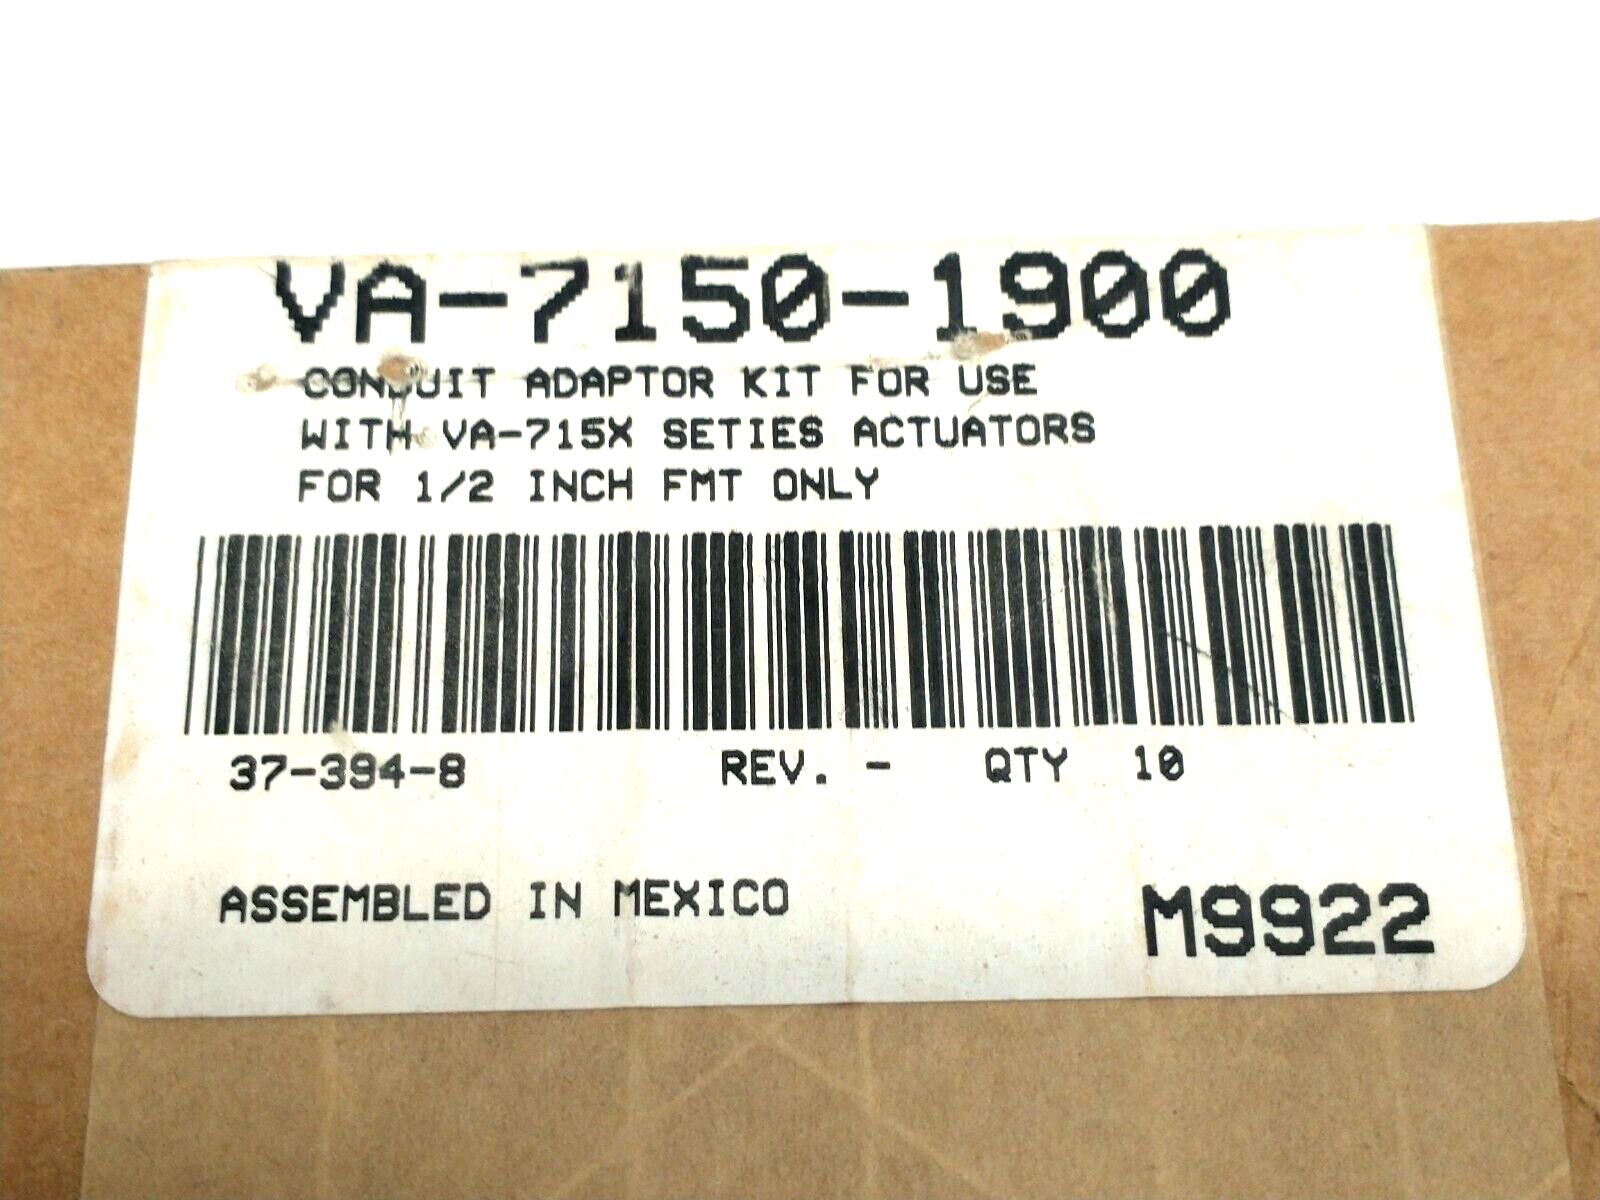 VA-7150-1900
CONDUIT ADAPTOR KIT FOR USE
WITH VA-715X SETIES ACTUATORS
FOR 1/2 INCH FMT ONLY
37-394-8 REV. - QTY 10
ASSEMBLED IN MEXICO M9922